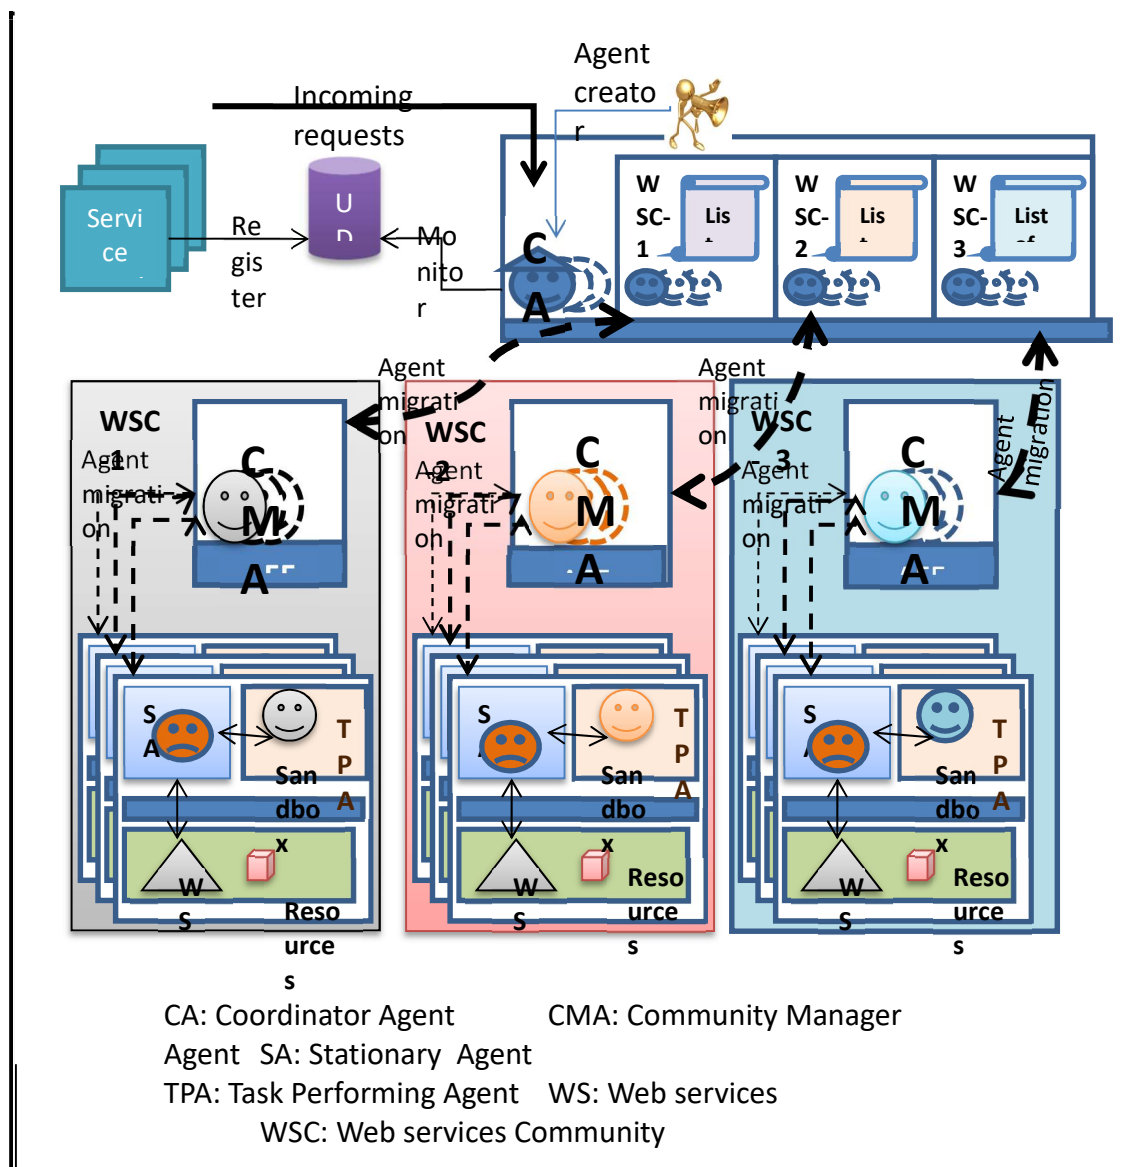 Agent
creato
r
Incoming
requests
Servi
ce
Re
gis
ter
U
D
Mo
nito
r
C
A
W
SC-
1
Lis
W
SC-
2
Lis
W
SC-
3
List
of
Agent
migrati
on
Agent
migrati
on
Agent
migration
WSC
1
Agent
migrati
on
C
M
A
WSC
-2
Agent
migrati
on
C
M
A
WSC
3
Agent
migrati
on
C
M
A
S
A
T
P
A
San
dbo
x
W
S
Reso
urce
s
S
T
P
A
San
dbo
x
W
S
Reso
urce
s
S
T
P
A
San
dbo
x
W
S
Reso
urce
s
CA: Coordinator Agent CMA: Community Manager
Agent SA: Stationary Agent
TPA: Task Performing Agent WS: Web services
WSC: Web services Community